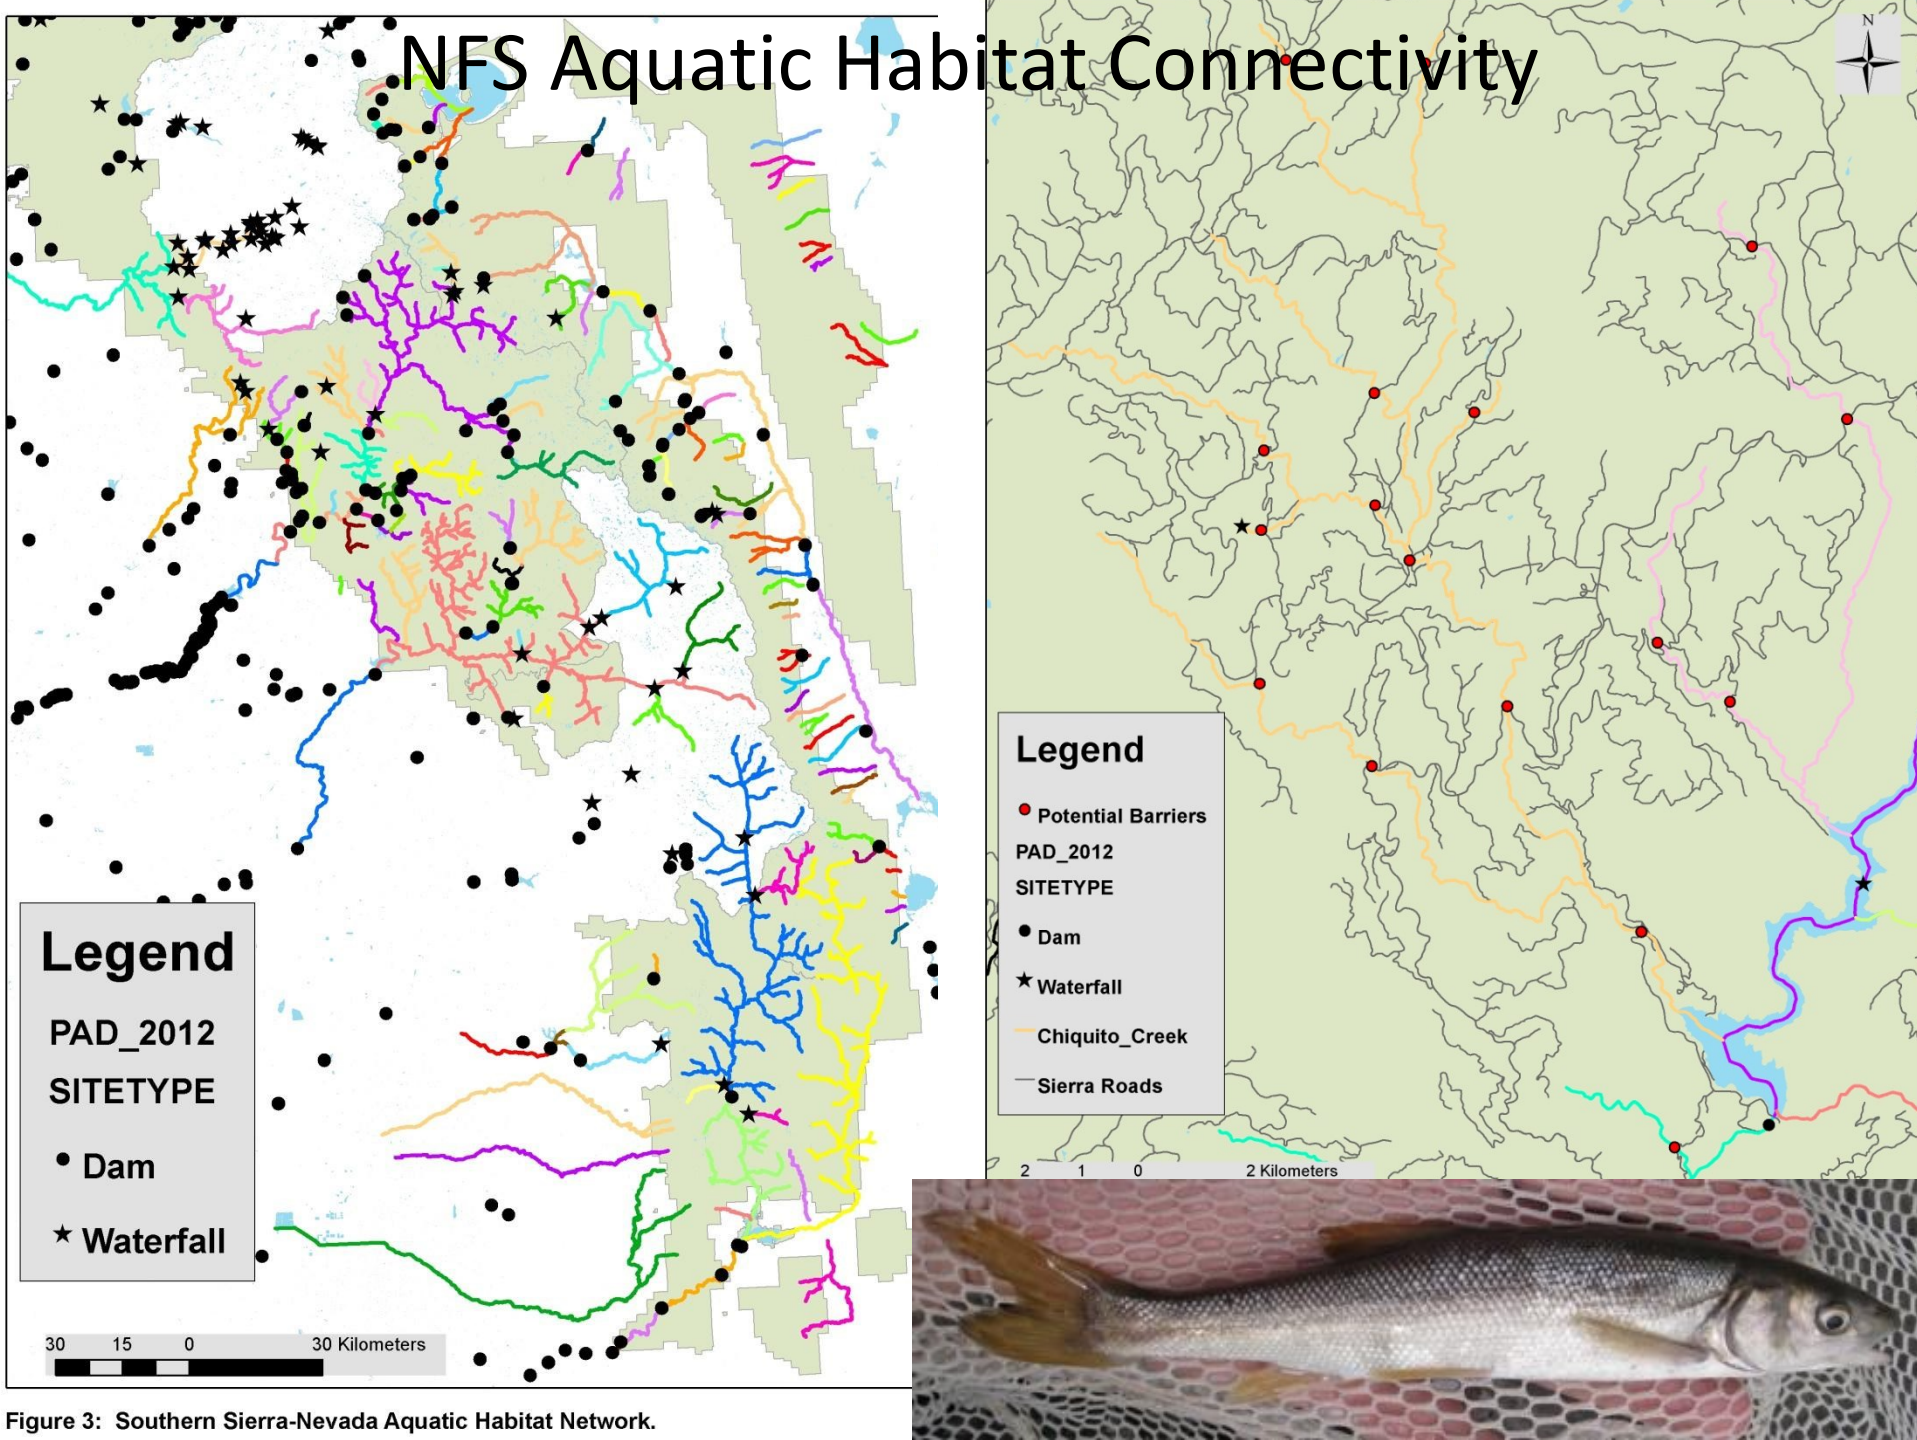 NFS Aquatic Habitat Connectivity
N
Legend
PAD_2012
SITETYPE
Dam
Waterfall
30 15 0 30 Kilometers
Figure 3: Southern Sierra-Nevada Aquatic Habitat Network.
Legend
Potential Barriers
PAD_2012
SITETYPE
Dam
Waterfall
Chiquito_Creek
Sierra Roads
2 1 0 2 Kilometers